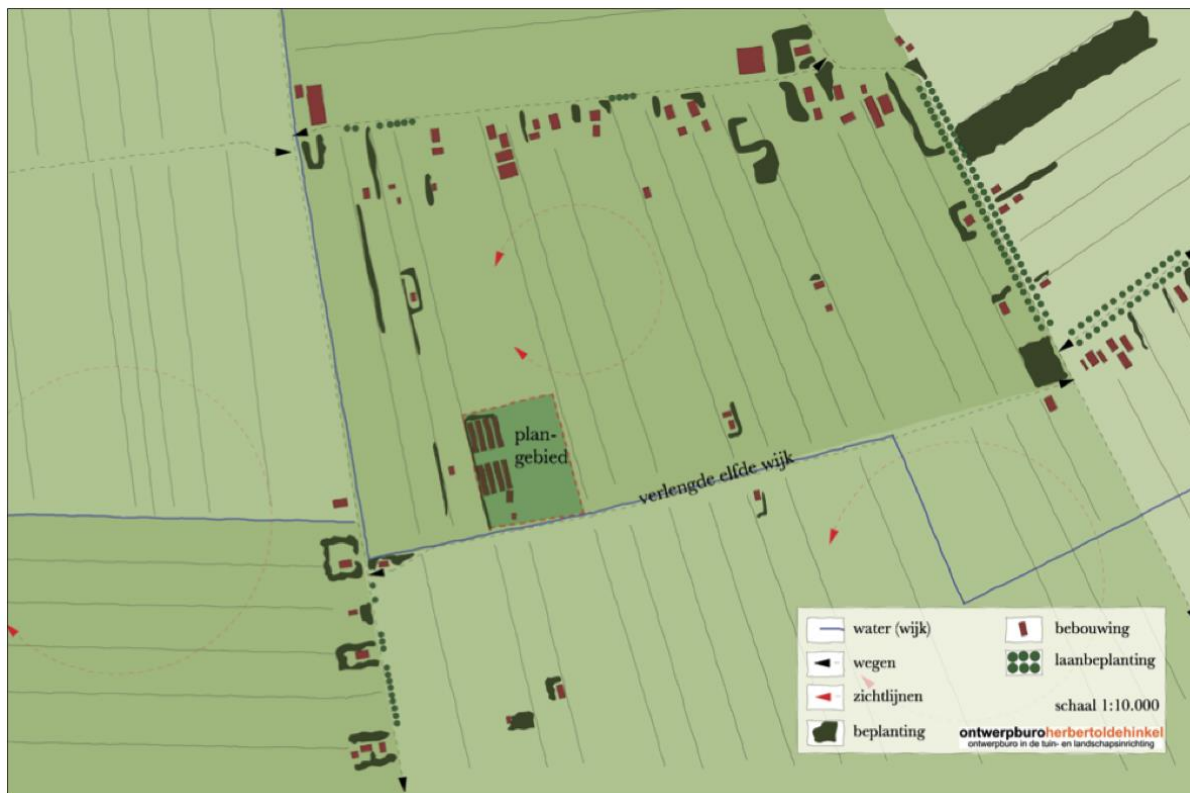 plan-
gebied
verlengde elfde wijk
water (wijk)
wegen
zichtlijnen
beplanting
bebouwing
laanbeplanting
schaal 1:10.000
ontwerpburoherbertoldehinkel
ontwerpburo in de tuin- en landschapsinrichting